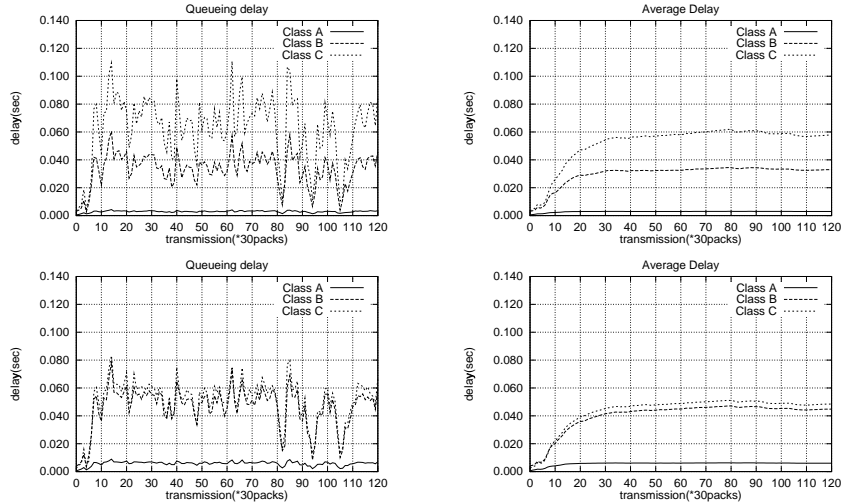 Queueing delay
0.140
0.120
0.100
0.080
0.060
0.040
0.020
0.000
delay(sec)
Class A
Class B
Class C
0 10 20 30 40 50 60 70 80 90 100 110 120
transmission(*30packs)
Average Delay
0.140
0.120
0.100
0.080
0.060
0.040
0.020
0.000
delay(sec)
Class A
Class B
Class C
0 10 20 30 40 50 60 70 80 90 100 110 120
transmission(*30packs)
Queueing delay
0.140
0.120
0.100
0.080
0.060
0.040
0.020
0.000
delay(sec)
Class A
Class B
Class C
0 10 20 30 40 50 60 70 80 90 100 110 120
transmission(*30packs)
Average Delay
0.140
0.120
0.100
0.080
0.060
0.040
0.020
0.000
delay(sec)
Class A
Class B
Class C
0 10 20 30 40 50 60 70 80 90 100 110 120
transmission(*30packs)